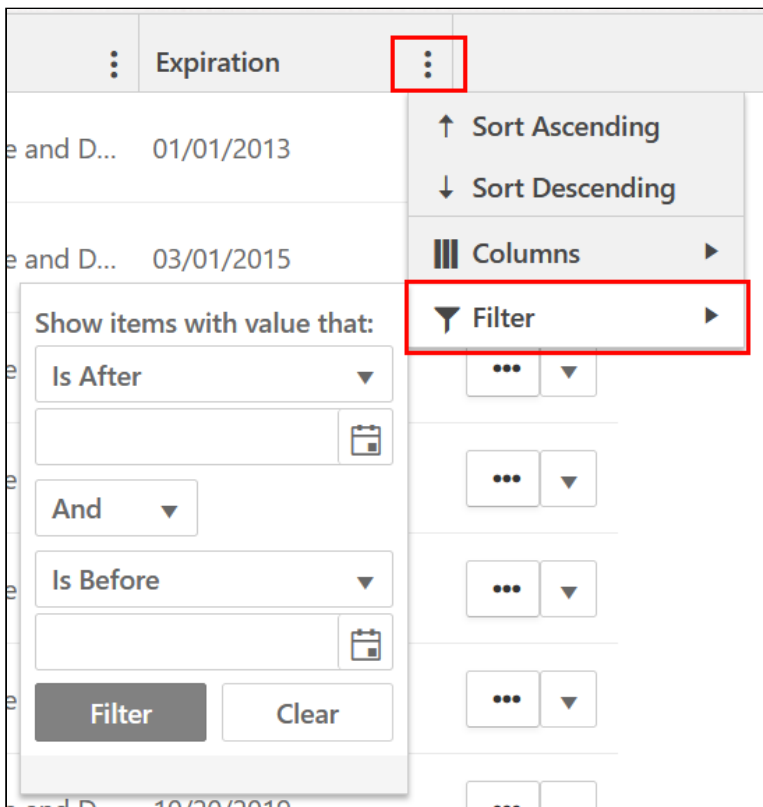 Expiration
Sort Ascending
e and D... 01/01/2013
Sort Descending
Columns
e and D... 03/01/2015
Filter
Show items with value that:
Is After
e
And
e
Is Before
e
Filter Clear
e